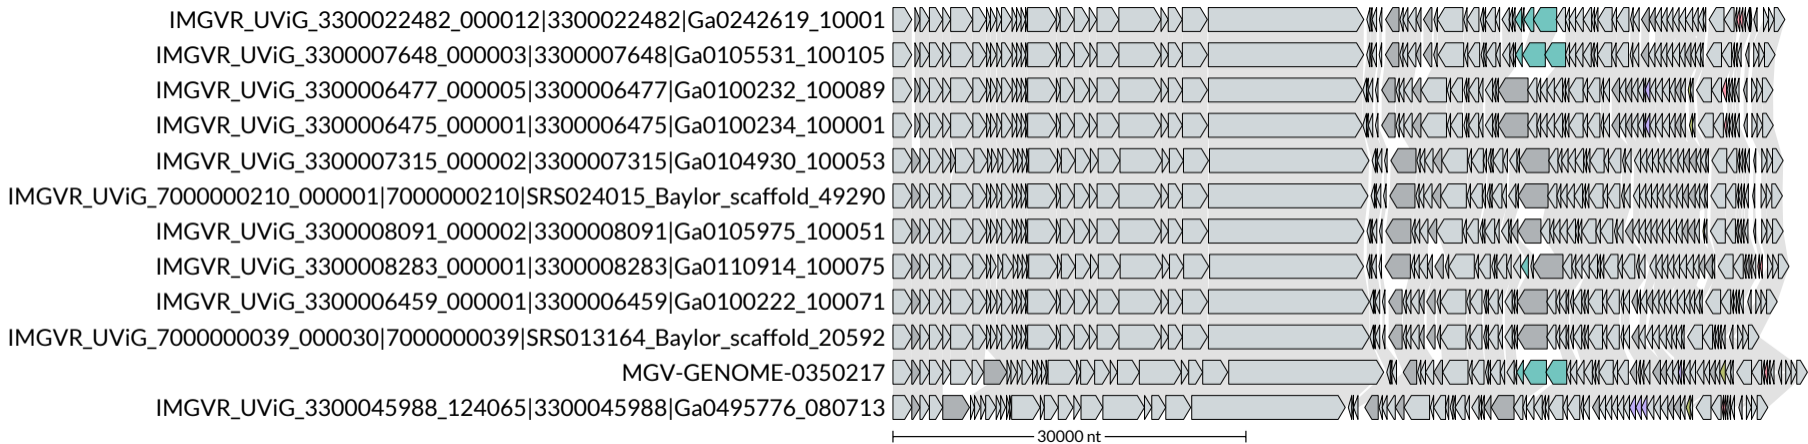 IMGVR_UViG_3300022482_000012|3300022482|Ga0242619_10001
IMGVR_UViG_3300007648_000003|3300007648|Ga0105531_100105
IMGVR_UViG_3300006477_000005|3300006477|Ga0100232_100089
IMGVR_UViG_3300006475_000001|3300006475|Ga0100234_100001
IMGVR_UViG_3300007315_000002|3300007315|Ga0104930_100053
IMGVR_UViG_7000000210_000001|7000000210|SRS024015_Baylor_scaffold_49290
IMGVR_UViG_3300008091_000002|3300008091|Ga0105975_100051
IMGVR_UViG_3300008283_000001|3300008283|Ga0110914_100075
IMGVR_UViG_3300006459_000001|3300006459|Ga0100222_100071
IMGVR_UViG_7000000039_000030|7000000039|SRS013164_Baylor_scaffold_20592
MGV-GENOME-0350217
IMGVR_UViG_3300045988_124065|3300045988|Ga0495776_080713
30000 nt